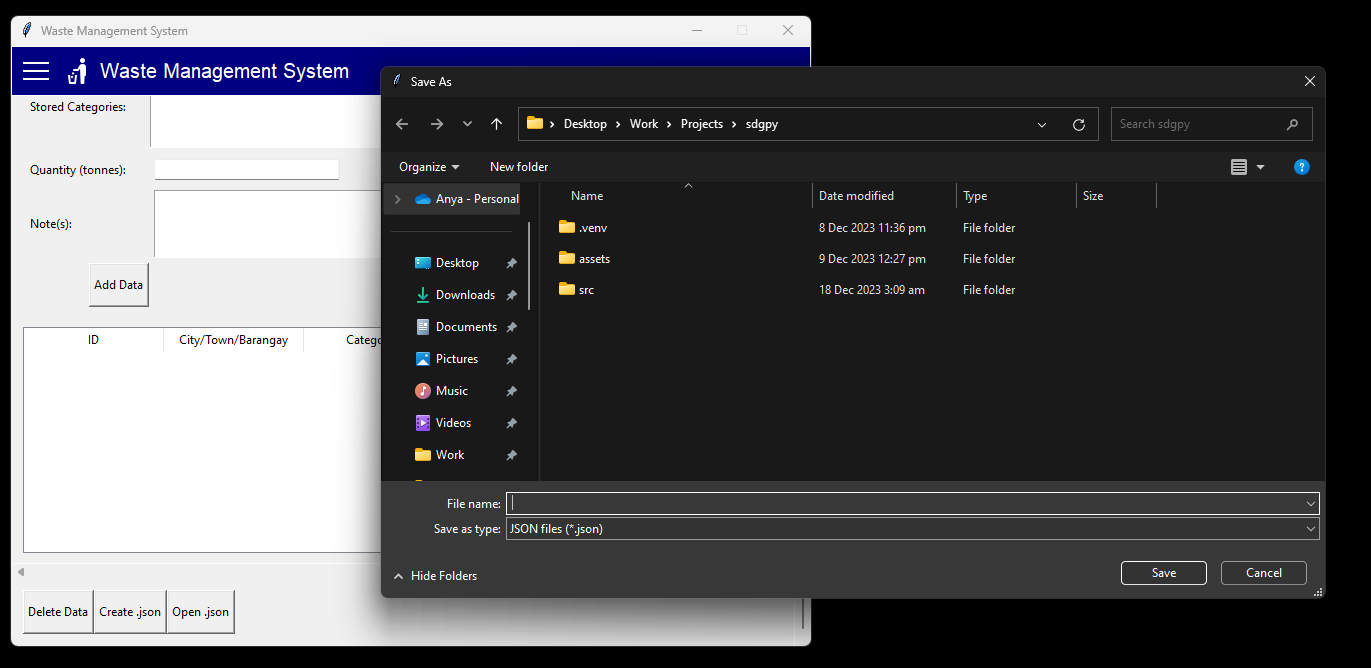 Waste Management System
Waste Management System
Stored Categories:
Quantity (tonnes):
Note(s):
Add Data
ID City/Town/Barangay Catego
Delete Data Create .json Open .json
Save As
Desktop Work Projects sdgpy
Search sdgpy
Organize New folder
Anya - Personal
Desktop
Downloads
Documents
Pictures
Music
Videos
Work
Name Date modified Type Size
.venv 8 Dec 2023 11:36 pm File folder
assets 9 Dec 2023 12:27 pm File folder
src 18 Dec 2023 3:09 am File folder
File name:
Save as type: JSON files (*.json)
Hide Folders
Save Cancel